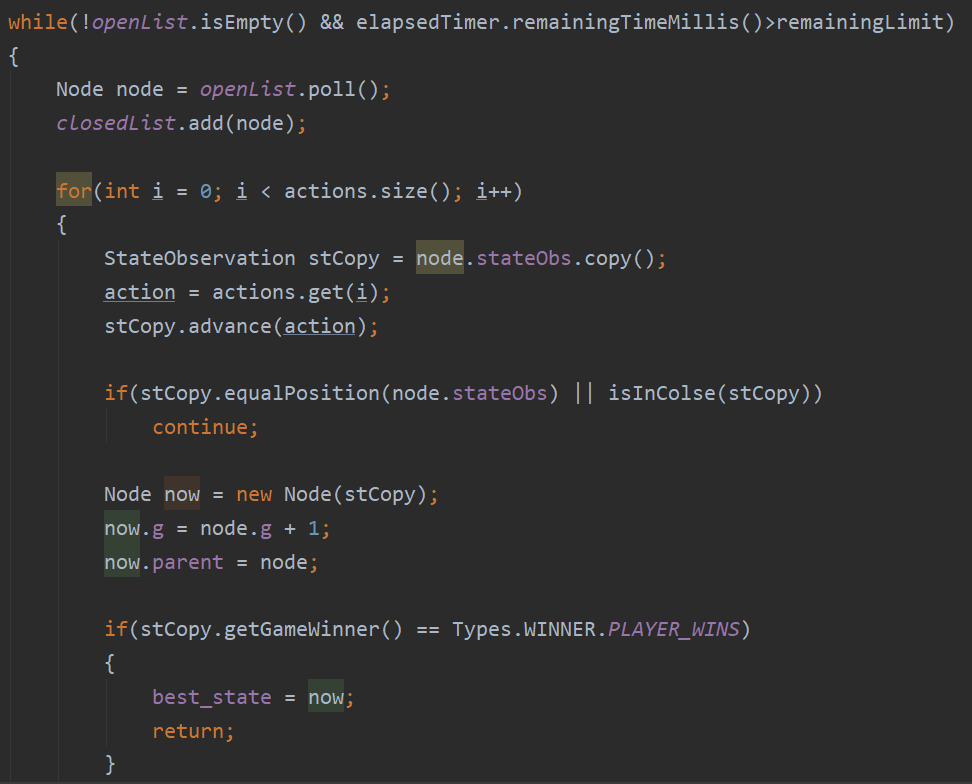 while(!openList.isEmpty() && elapsedTimer.remainingTimeMillis()>remainingLimit)
{
Node node = openList.poll();
closedList.add(node);
for(int i = 0; i < actions.size(); i++)
{
StateObservation stCopy = node.stateObs.copy();
action = actions.get(i);
stCopy.advance(action);
if(stCopy.equalPosition(node.stateObs) || isInColse(stCopy))
continue;
Node now = new Node(stCopy);
now.g = node.g + 1;
now.parent = node;
if(stCopy.getGameWinner() == Types.WINNER.PLAYER_WINS)
{
best_state = now;
return;
}